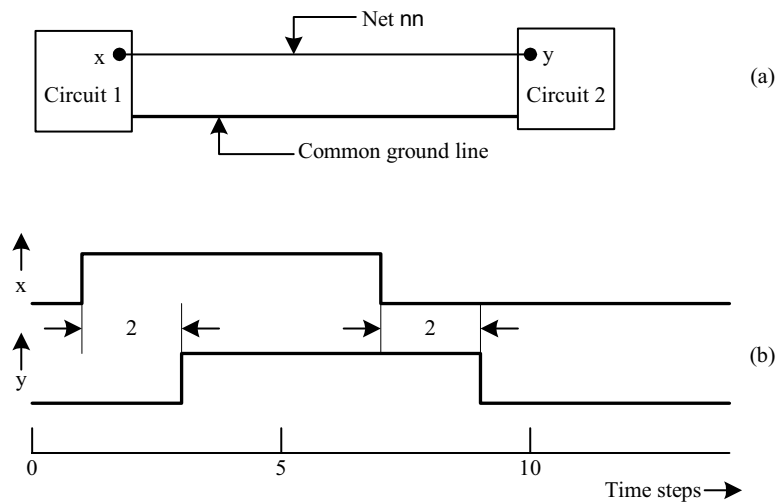 Net nn
x
y
Circuit 1
Circuit 2
(a)
Common ground line
x
2
2
y
(b)
0
5
10
Time steps